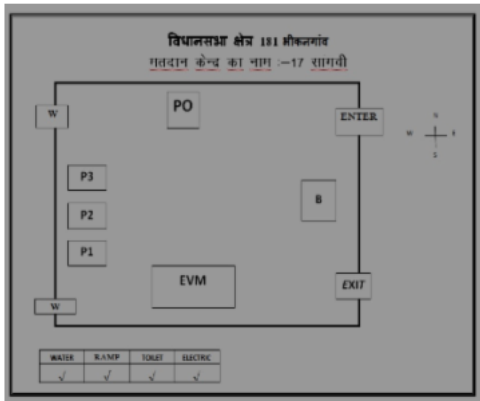 विधानसभा क्षेत्र 181 भीकनगांव
मतदान केन्द्र का नाम :–17 सागवी
PO
W
ENTER
N
W E
S
P3
B
P2
P1
EVM
EXIT
W
WATER RAMP TOILET ELECTRIC
√ √ √ √